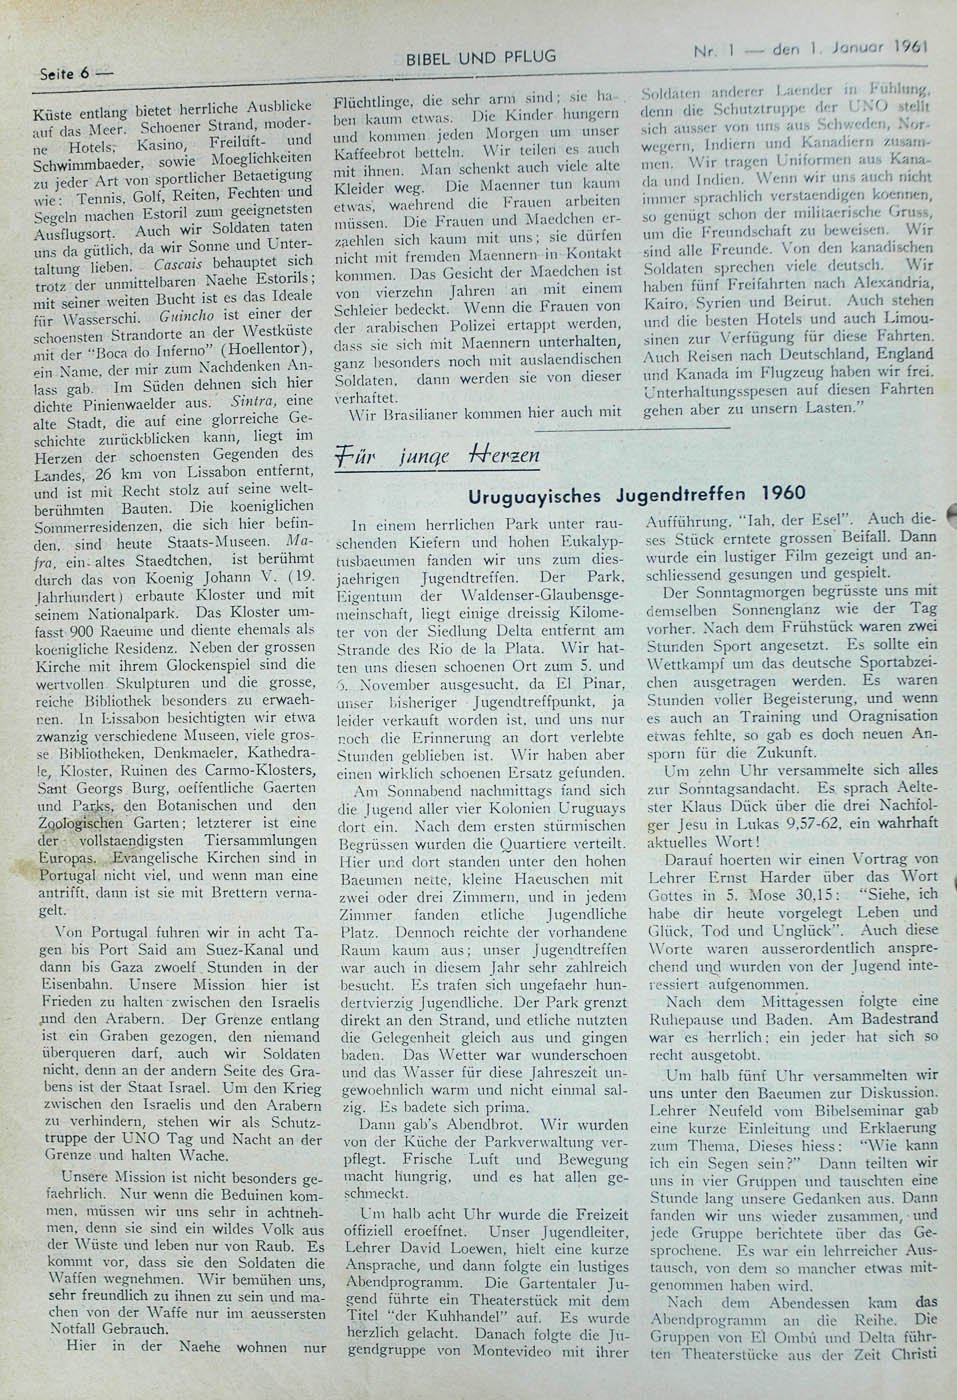 Seite 6 —
BIBEL UND PFLUG
Nr. 1 — den 1. Januar 1961
Küste entlang bietet herrliche Ausblicke
auf das Meer. Schoener Strand, moder-
ne Hotels, Kasino, Freiluft- und
Schwimmbaeder, sowie Moeglichkeiten
zu jeder Art von sportlicher Betaetigung
wie: Tennis, Golf, Reiten, Fechten und
Segeln machen Estoril zum geeignetsten
Ausflugsort. Auch wir Soldaten taten
uns da gütlich, da wir Sonne und Unter-
taltung lieben. Cascais behauptet sich
trotz der unmittelbaren Naehe Estorils;
mit seiner weiten Bucht ist es das Ideale
für Wasserschi. Guincho ist einer der
schoensten Strandorte an der Westküste
mit der "Boca do Inferno" (Hoellentor),
ein Name, der mir zum Nachdenken An-
lass gab. Im Süden dehnen sich hier
dichte Pinienwaelder aus. Sintra, eine
alte Stadt, die auf eine glorreiche Ge-
schichte zurückblicken kann, liegt im
Herzen der schoensten Gegenden des
Landes, 26 km von Lissabon entfernt,
und ist mit Recht stolz auf seine welt-
berühmten Bauten. Die koeniglichen
Sommerresidenzen, die sich hier befin-
den, sind heute Staats-Museen. Ma-
fra, ein altes Staedtchen, ist berühmt
durch das von Koenig Johann V. (19.
Jahrhundert) erbaute Kloster und mit
seinem Nationalpark. Das Kloster um-
fasst 900 Raeume und diente ehemals als
koenigliche Residenz. Neben der grossen
Kirche mit ihrem Glockenspiel sind die
wertvollen Skulpturen und die grosse,
reiche Bibliothek besonders zu erwaeh-
nen. In Lissabon besichtigten wir etwa
zwanzig verschiedene Museen, viele gros-
se Bibliotheken, Denkmaeler, Kathedra-
le, Kloster, Ruinen des Carmo-Klosters,
Sant Georgs Burg, oeffentliche Gaerten
und Parks, den Botanischen und den
Zoologischen Garten; letzterer ist eine
der vollstaendigsten Tiersammlungen
Europas. Evangelische Kirchen sind in
Portugal nicht viel, und wenn man eine
antrifft, dann ist sie mit Brettern verna-
gelt.
Von Portugal fuhren wir in acht Ta-
gen bis Port Said am Suez-Kanal und
dann bis Gaza zwoelf Stunden in der
Eisenbahn. Unsere Mission hier ist
Frieden zu halten zwischen den Israelis
und den Arabern. Der Grenze entlang
ist ein Graben gezogen, den niemand
überqueren darf, auch wir Soldaten
nicht, denn an der andern Seite des Gra-
bens ist der Staat Israel. Um den Krieg
zwischen den Israelis und den Arabern
zu verhindern, stehen wir als Schutz-
truppe der UNO Tag und Nacht an der
Grenze und halten Wache.
Unsere Mission ist nicht besonders ge-
faehrlich. Nur wenn die Beduinen kom-
men, müssen wir uns sehr in achtneh-
men, denn sie sind ein wildes Volk aus
der Wüste und leben nur von Raub. Es
kommt vor, dass sie den Soldaten die
Waffen wegnehmen. Wir bemühen uns,
sehr freundlich zu ihnen zu sein und ma-
chen von der Waffe nur im aeussersten
Notfall Gebrauch.
Hier in der Naehe wohnen nur
Flüchtlinge, die sehr arm sind; sie ha-
ben kaum etwas. Die Kinder hungern
und kommen jeden Morgen um unser
Kaffeebrot betteln. Wir teilen es auch
mit ihnen. Man schenkt auch viele alte
Kleider weg. Die Maenner tun kaum
etwas, waehrend die Frauen arbeiten
müssen. Die Frauen und Maedchen er-
zaehlen sich kaum mit uns; sie dürfen
nicht mit fremden Maennern in Kontakt
kommen. Das Gesicht der Maedchen ist
von vierzehn Jahren an mit einem
Schleier bedeckt. Wenn die Frauen von
der arabischen Polizei ertappt werden,
dass sie sich mit Maennern unterhalten,
ganz besonders noch mit auslaendischen
Soldaten, dann werden sie von dieser
verhaftet.
Wir Brasilianer kommen hier auch mit
Soldaten anderer Laender in Fühlung,
denn die Schutztruppe der UNO stellt
sich ausser von uns aus Schweden, Nor-
wegern, Indiern und Kanadiern zusam-
men. Wir tragen Uniformen aus Kana-
da und Indien. Wenn wir uns auch nicht
immer sprachlich verstaendigen koennen,
so genügt schon der militaerische Gruss,
um die Freundschaft zu beweisen. Wir
sind alle Freunde. Von den kanadischen
Soldaten sprechen viele deutsch. Wir
haben fünf Freifahrten nach Alexandria,
Kairo, Syrien und Beirut. Auch stehen
und die besten Hotels und auch Limou-
sinen zur Verfügung für diese Fahrten.
Auch Reisen nach Deutschland, England
und Kanada im Flugzeug haben wir frei.
Unterhaltungsspesen auf diesen Fahrten
gehen aber zu unsern Lasten."
Für junge Herzen
Uruguayisches Jugendtreffen 1960
In einem herrlichen Park unter rau-
schenden Kiefern und hohen Eukalyp-
tusbaeumen fanden wir uns zum dies-
jaehrigen Jugendtreffen. Der Park,
Eigentum der Waldenser-Glaubensge-
meinschaft, liegt einige dreissig Kilome-
ter von der Siedlung Delta entfernt am
Strande des Rio de la Plata. Wir hat-
ten uns diesen schoenen Ort zum 5. und
6. November ausgesucht, da El Pinar,
unser bisheriger Jugendtreffpunkt, ja
leider verkauft worden ist, und uns nur
noch die Erinnerung an dort verlebte
Stunden geblieben ist. Wir haben aber
einen wirklich schoenen Ersatz gefunden.
Am Sonnabend nachmittags fand sich
die Jugend aller vier Kolonien Uruguays
dort ein. Nach dem ersten stürmischen
Begrüssen wurden die Quartiere verteilt.
Hier und dort standen unter den hohen
Baeumen nette, kleine Haeuschen mit
zwei oder drei Zimmern, und in jedem
Zimmer fanden etliche Jugendliche
Platz. Dennoch reichte der vorhandene
Raum kaum aus; unser Jugendtreffen
war auch in diesem Jahr sehr zahlreich
besucht. Es trafen sich ungefaehr hun-
dertvierzig Jugendliche. Der Park grenzt
direkt an den Strand, und etliche nutzten
die Gelegenheit gleich aus und gingen
baden. Das Wetter war wunderschoen
und das Wasser für diese Jahreszeit un-
gewoehnlich warm und nicht einmal sal-
zig. Es badete sich prima.
Dann gab's Abendbrot. Wir wurden
von der Küche der Parkverwaltung ver-
pflegt. Frische Luft und Bewegung
macht hungrig, und es hat allen ge-
schmeckt.
Um halb acht Uhr wurde die Freizeit
offiziell eroeffnet. Unser Jugendleiter,
Lehrer David Loewen, hielt eine kurze
Ansprache, und dann folgte ein lustiges
Abendprogramm. Die Gartentaler Ju-
gend führte ein Theaterstück mit dem
Titel "der Kuhhandel" auf. Es wurde
herzlich gelacht. Danach folgte die Ju-
gendgruppe von Montevideo mit ihrer
Aufführung, "Iah, der Esel". Auch die-
ses Stück erntete grossen Beifall. Dann
wurde ein lustiger Film gezeigt und an-
schliessend gesungen und gespielt.
Der Sonntagmorgen begrüsste uns mit
demselben Sonnenglanz wie der Tag
vorher. Nach dem Frühstück waren zwei
Stunden Sport angesetzt. Es sollte ein
Wettkampf um das deutsche Sportabzei-
chen ausgetragen werden. Es waren
Stunden voller Begeisterung, und wenn
es auch an Training und Oragnisation
etwas fehlte, so gab es doch neuen An-
sporn für die Zukunft.
Um zehn Uhr versammelte sich alles
zur Sonntagsandacht. Es sprach Aelte-
ster Klaus Dück über die drei Nachfol-
ger Jesu in Lukas 9,57-62, ein wahrhaft
aktuelles Wort!
Darauf hoerten wir einen Vortrag von
Lehrer Ernst Harder über das Wort
Gottes in 5. Mose 30,15: "Siehe, ich
habe dir heute vorgelegt Leben und
Glück, Tod und Unglück". Auch diese
Worte waren ausserordentlich anspre-
chend und wurden von der Jugend inte-
ressiert aufgenommen.
Nach dem Mittagessen folgte eine
Ruhepause und Baden. Am Badestrand
war es herrlich; ein jeder hat sich so
recht ausgetobt.
Um halb fünf Uhr versammelten wir
uns unter den Baeumen zur Diskussion.
Lehrer Neufeld vom Bibelseminar gab
eine kurze Einleitung und Erklaerung
zum Thema, Dieses hiess: "Wie kann
ich ein Segen sein?" Dann teilten wir
uns in vier Gruppen und tauschten eine
Stunde lang unsere Gedanken aus. Dann
fanden wir uns wieder zusammen, und
jede Gruppe berichtete über das Ge-
sprochene. Es war ein lehrreicher Aus-
tausch, von dem so mancher etwas mit-
genommen haben wird.
Nach dem Abendessen kam das
Abendprogramm an die Reihe. Die
Gruppen von El Ombú und Delta führ-
ten Theaterstücke aus der Zeit Christi